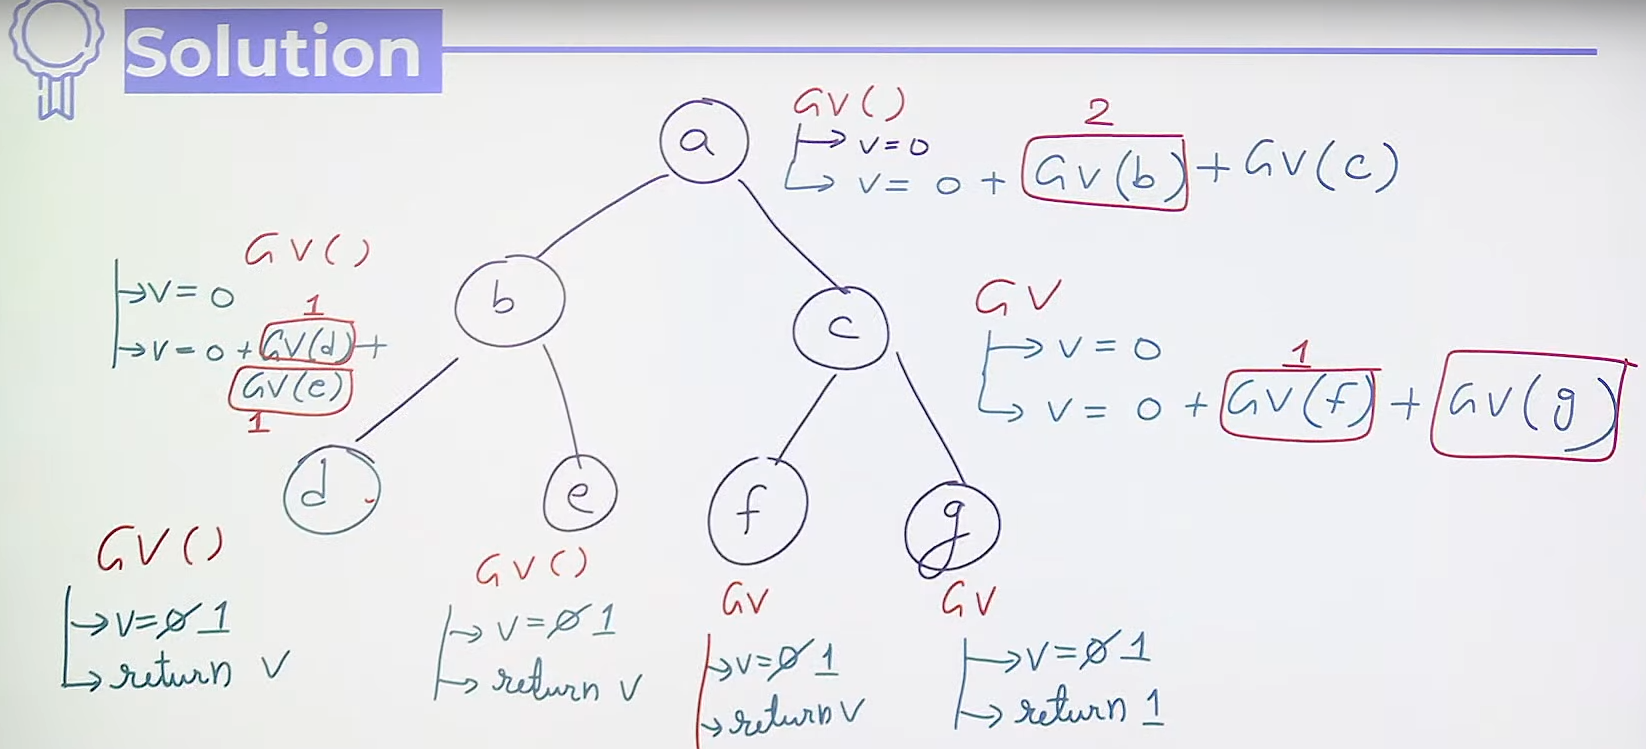 Solution
a
GV()
v=0
2
v= 0 + GV(b) + GV(c)
b
GV()
v=0
1
v=0 + GV(d) +
GV(e)
1
c
GV
v=0
1
v= 0 + GV(f) + GV(g)
d
e
f
g
GV()
v=0 1
return v
GV()
v=0 1
return v
GV
v=0 1
return v
GV
v=0 1
return 1